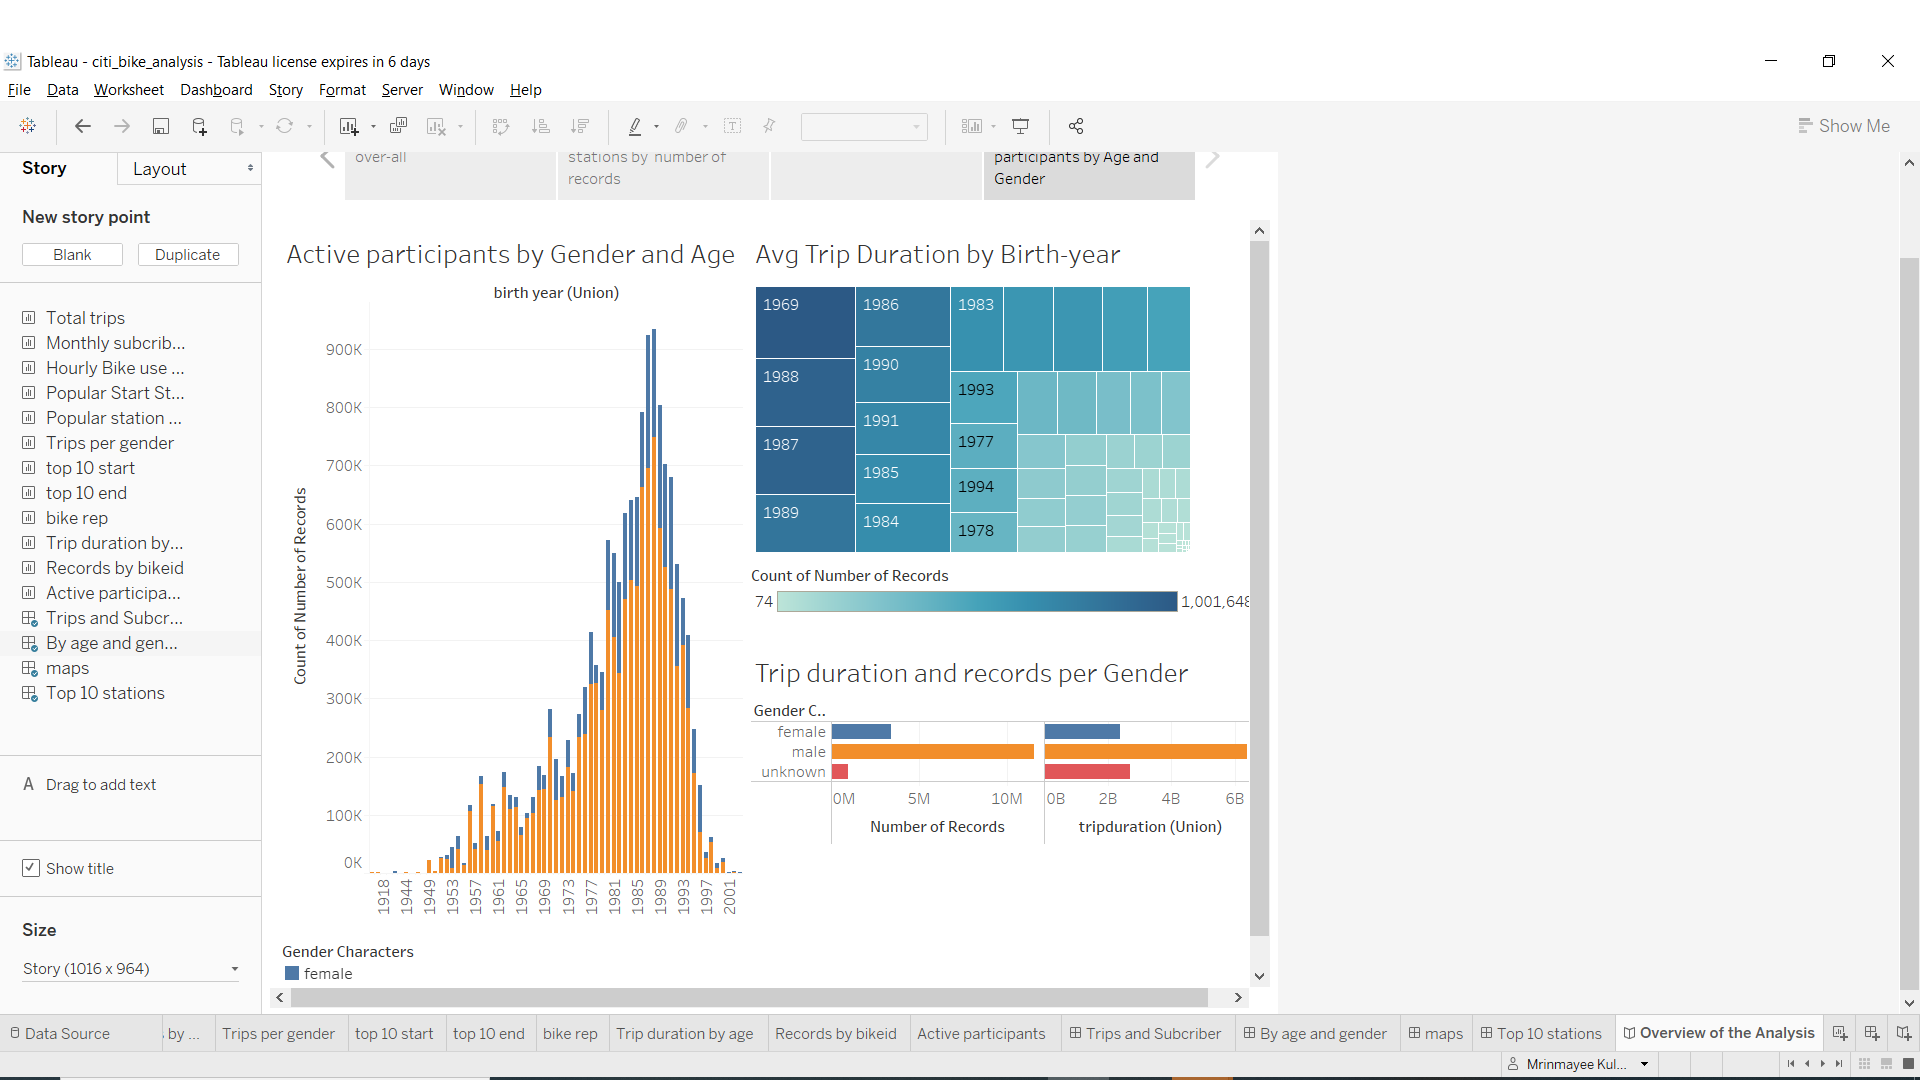 Tableau - citi_bike_analysis - Tableau license expires in 6 days
File Data Worksheet Dashboard Story Format Server Window Help
Show Me
Story Layout
over-all
stations by number of
records
participants by Age and
Gender
New story point
Blank Duplicate
Total trips
Monthly subcrib...
Hourly Bike use ...
Popular Start St...
Popular station ...
Trips per gender
top 10 start
top 10 end
bike rep
Trip duration by...
Records by bikeid
Active participa...
Trips and Subcr...
By age and gen...
maps
Top 10 stations
A Drag to add text
Show title
Size
Story (1016 x 964)
Active participants by Gender and Age
birth year (Union)
Count of Number of Records
900K
800K
700K
600K
500K
400K
300K
200K
100K
0K
1918 1944 1949 1953 1957 1961 1965 1969 1973 1977 1981 1985 1989 1993 1997 2001
Gender Characters
female
Avg Trip Duration by Birth-year
1969 1986 1983
1988 1990 1993
1987 1991 1977
1985 1994
1989 1984 1978
Count of Number of Records
74 1,001,648
Trip duration and records per Gender
Gender C..
female
male
unknown
0M 5M 10M 0B 2B 4B 6B
Number of Records tripduration (Union)
Data Source s by ... Trips per gender top 10 start top 10 end bike rep Trip duration by age Records by bikeid Active participants Trips and Subcriber By age and gender maps Top 10 stations Overview of the Analysis
Mrinmayee Kul...